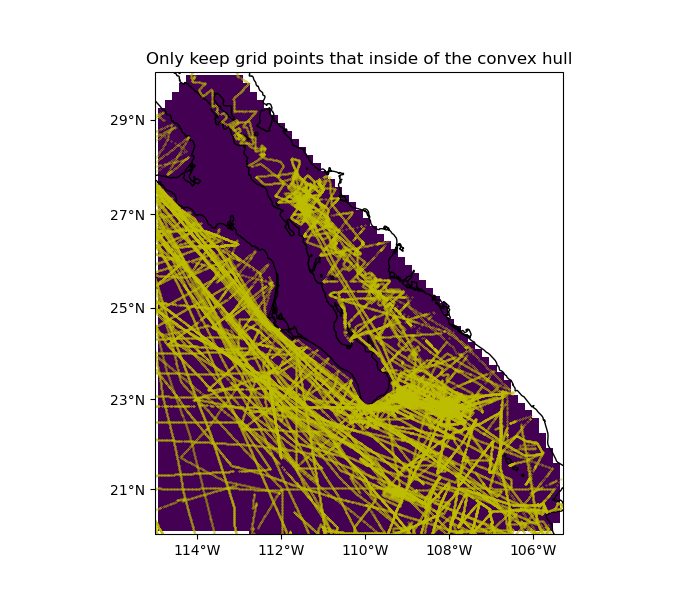 Only keep grid points that inside of the convex hull
29°N
27°N
25°N
23°N
21°N
114°W 112°W 110°W 108°W 106°W